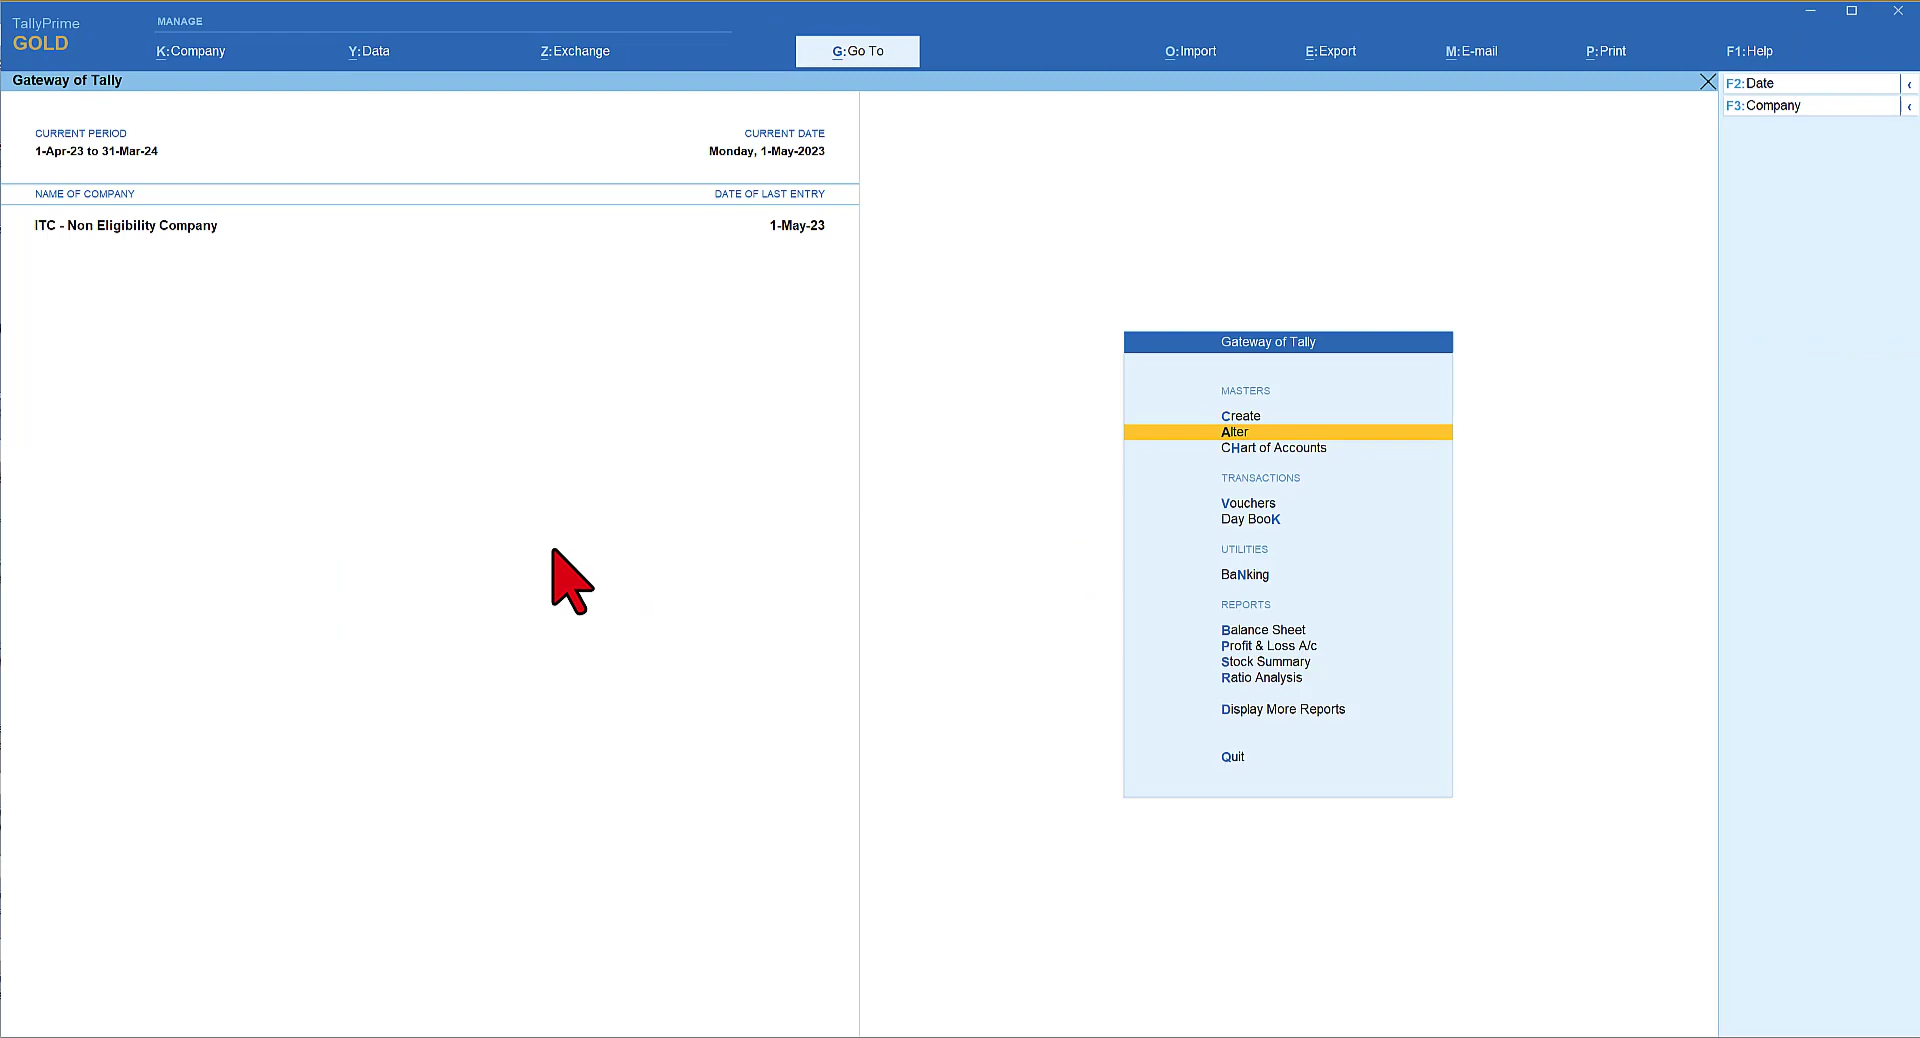 TallyPrime
GOLD
MANAGE
K:Company
Y:Data
Z:Exchange
G:Go To
O:Import
E:Export
M:E-mail
P:Print
F1:Help
Gateway of Tally
F2:Date
F3:Company
CURRENT PERIOD
CURRENT DATE
1-Apr-23 to 31-Mar-24
Monday, 1-May-2023
NAME OF COMPANY
DATE OF LAST ENTRY
ITC - Non Eligibility Company
1-May-23
Gateway of Tally
MASTERS
Create
Alter
CHart of Accounts
TRANSACTIONS
Vouchers
Day BooK
UTILITIES
BaNking
REPORTS
Balance Sheet
Profit & Loss A/c
Stock Summary
Ratio Analysis
Display More Reports
Quit